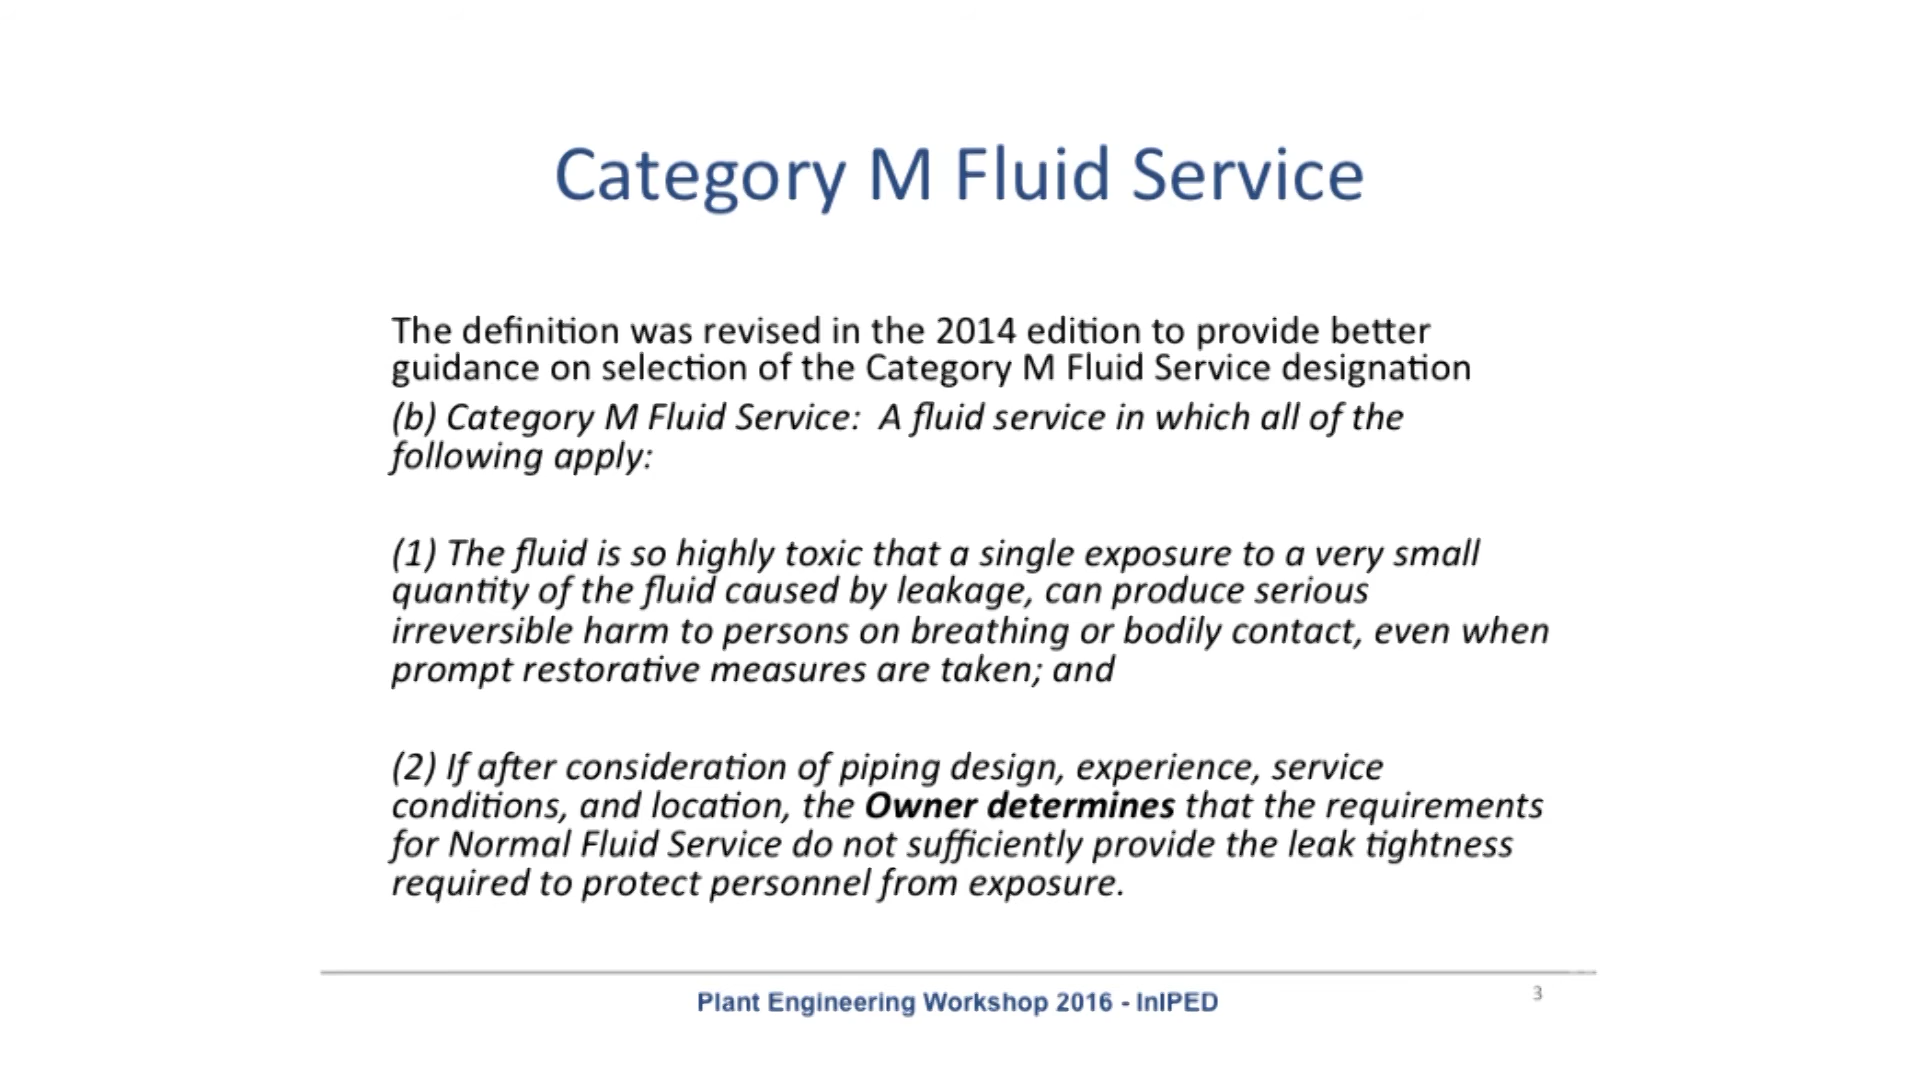 Category M Fluid Service
The definition was revised in the 2014 edition to provide better
guidance on selection of the Category M Fluid Service designation
(b) Category M Fluid Service:  A fluid service in which all of the
following apply:
(1) The fluid is so highly toxic that a single exposure to a very small
quantity of the fluid caused by leakage, can produce serious
irreversible harm to persons on breathing or bodily contact, even when
prompt restorative measures are taken; and
(2) If after consideration of piping design, experience, service
conditions, and location, the Owner determines that the requirements
for Normal Fluid Service do not sufficiently provide the leak tightness
required to protect personnel from exposure.
Plant Engineering Workshop 2016 - InIPED
3